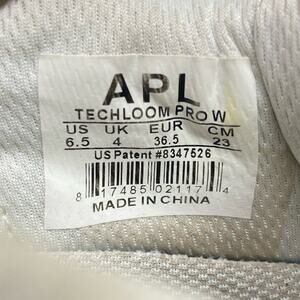 APL
TECHLOOM PRO W
US UK EUR CM
6.5 4 36.5 23
US Patent #8347526
8 17485 02117 4
MADE IN CHINA